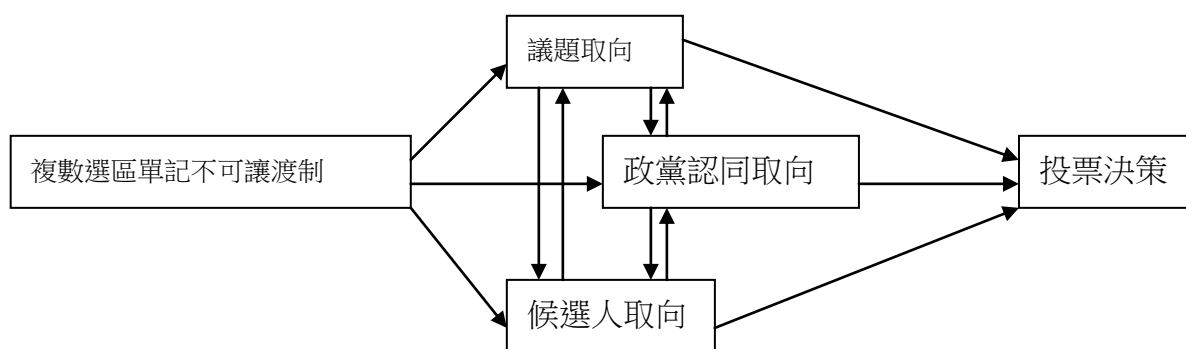 議題取向
複數選區單記不可讓渡制
政黨認同取向
投票決策
候選人取向